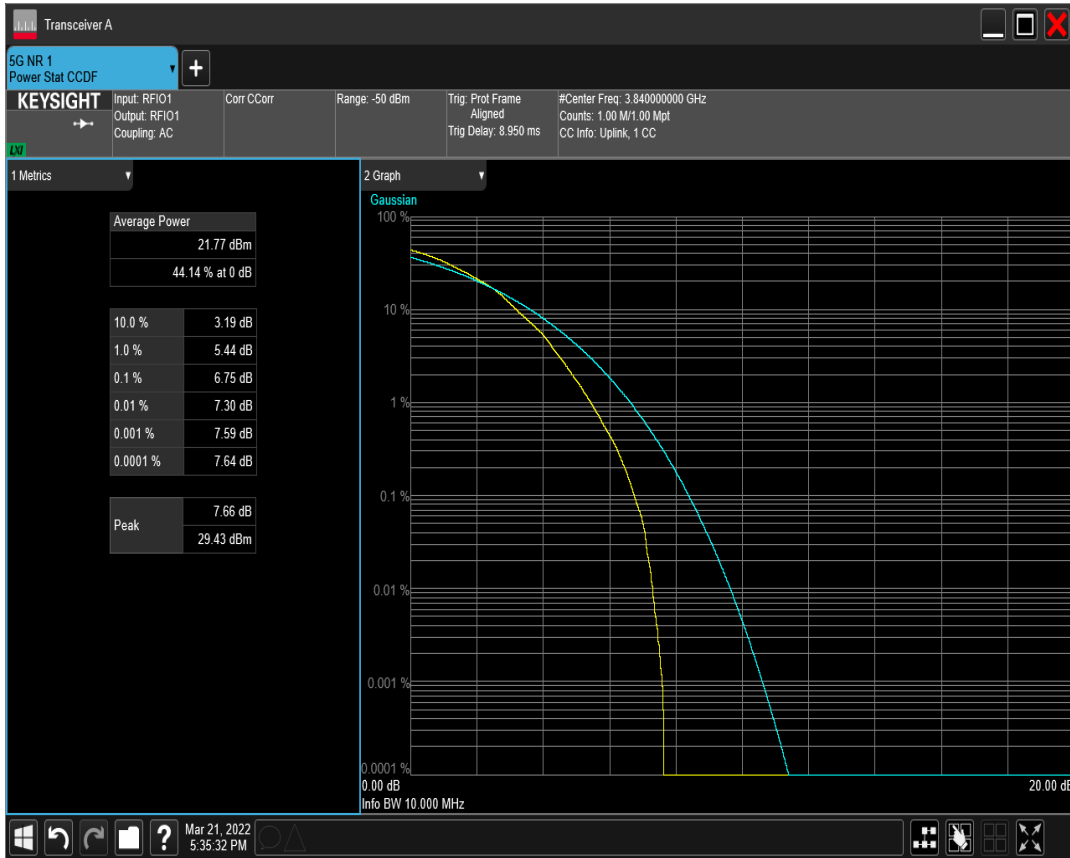 Transceiver A
5G NR 1
Power Stat CCDF
+
KEYSIGHT
LXI
Input: RFIO1
Output: RFIO1
Coupling: AC
Corr CCorr
Range: -50 dBm
Trig: Prot Frame
Aligned
Trig Delay: 8.950 ms
#Center Freq: 3.840000000 GHz
Counts: 1.00 M/1.00 Mpt
CC Info: Uplink, 1 CC
1 Metrics
Average Power
21.77 dBm
44.14 % at 0 dB
10.0 % 3.19 dB
1.0 % 5.44 dB
0.1 % 6.75 dB
0.01 % 7.30 dB
0.001 % 7.59 dB
0.0001 % 7.64 dB
Peak
7.66 dB
29.43 dBm
2 Graph
Gaussian
100 %
10 %
1 %
0.1 %
0.01 %
0.001 %
0.0001 %
0.00 dB
20.00 dB
Info BW 10.000 MHz
?
Mar 21, 2022
5:35:32 PM